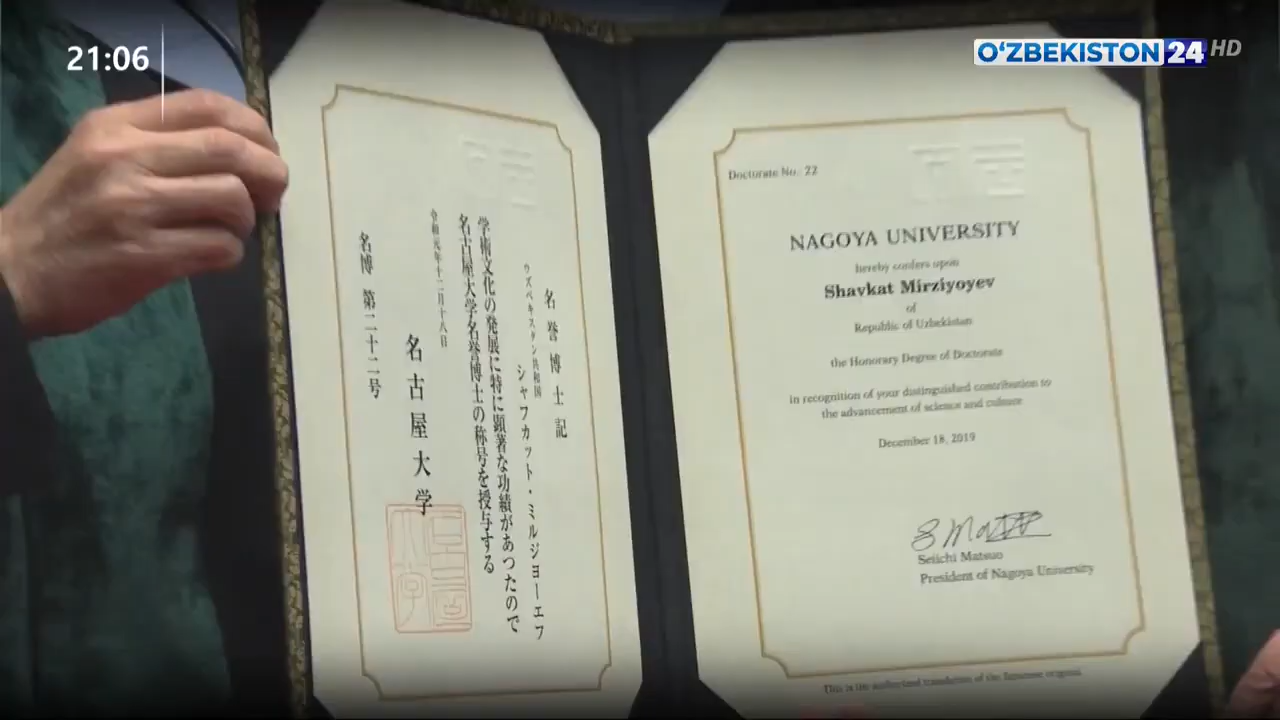 21:06
O‘ZBEKISTON 24 HD
名誉博士記
ウズベキスタン共和国
シャフカット・ミルジヨーエフ
学術文化の発展に特に顕著な功績があつたので
名古屋大学名誉博士の称号を授与する
令和元年十二月十八日
名古屋大学
名博 第二十二号
Doctorate No. 22
NAGOYA UNIVERSITY
hereby confers upon
Shavkat Mirziyoyev
of
Republic of Uzbekistan
the Honorary Degree of Doctorate
in recognition of your distinguished contribution to
the advancement of science and culture
December 18, 2019
Seiichi Matsuo
President of Nagoya University
This is the authorized translation of the Japanese original.